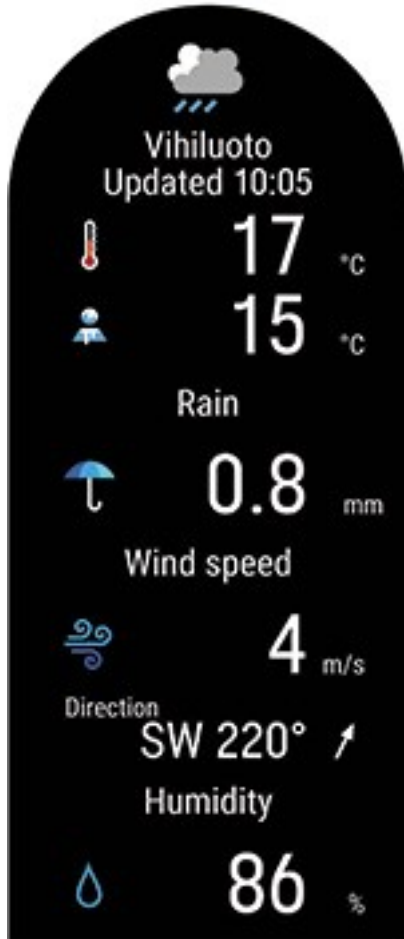 Vihiluoto
Updated 10:05
17 °C
15 °C
Rain
0.8 mm
Wind speed
4 m/s
Direction
SW 220°
Humidity
86 %